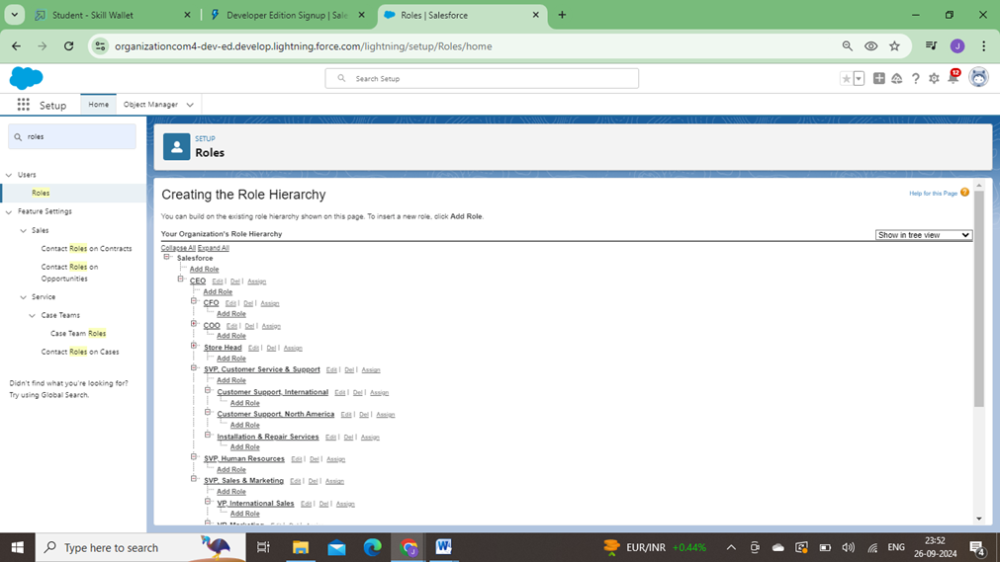 Student - Skill Wallet
Developer Edition Signup | Sale
Roles | Salesforce
organizationcom4-dev-ed.develop.lightning.force.com/lightning/setup/Roles/home
J
Search Setup
12
Setup
Home
Object Manager
roles
Users
Roles
Feature Settings
Sales
Contact Roles on Contracts
Contact Roles on
Opportunities
Service
Case Teams
Case Team Roles
Contact Roles on Cases
Didn't find what you're looking for?
Try using Global Search.
SETUP
Roles
Creating the Role Hierarchy
Help for this Page
You can build on the existing role hierarchy shown on this page. To insert a new role, click Add Role.
Your Organization's Role Hierarchy
Show in tree view
Collapse All Expand All
Salesforce
Add Role
CEO Edit | Del | Assign
Add Role
CFO Edit | Del | Assign
Add Role
COO Edit | Del | Assign
Add Role
Store Head Edit | Del | Assign
Add Role
SVP, Customer Service & Support Edit | Del | Assign
Add Role
Customer Support, International Edit | Del | Assign
Add Role
Customer Support, North America Edit | Del | Assign
Add Role
Installation & Repair Services Edit | Del | Assign
Add Role
SVP, Human Resources Edit | Del | Assign
Add Role
SVP, Sales & Marketing Edit | Del | Assign
Add Role
VP, International Sales Edit | Del | Assign
Add Role
Type here to search
EUR/INR +0.44%
ENG
23:52
26-09-2024
4